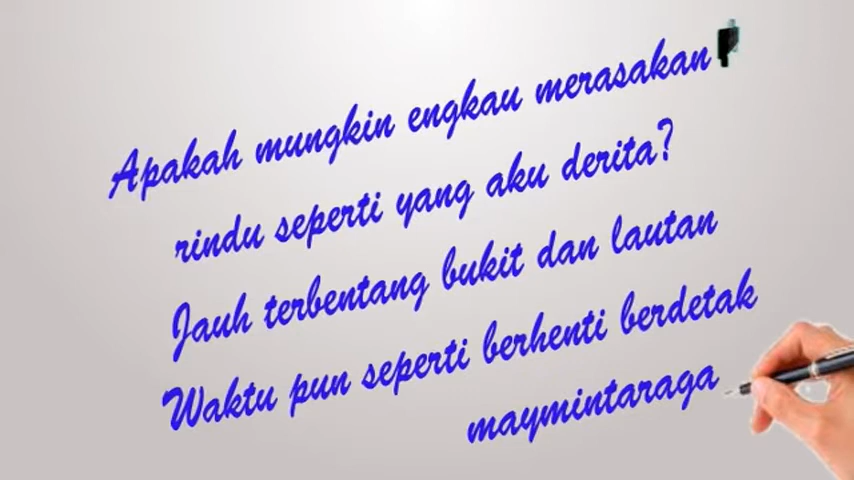 Apakah mungkin engkau merasakan
rindu seperti yang aku derita?
Jauh terbentang bukit dan lautan
Waktu pun seperti berhenti berdetak
maymintaraga